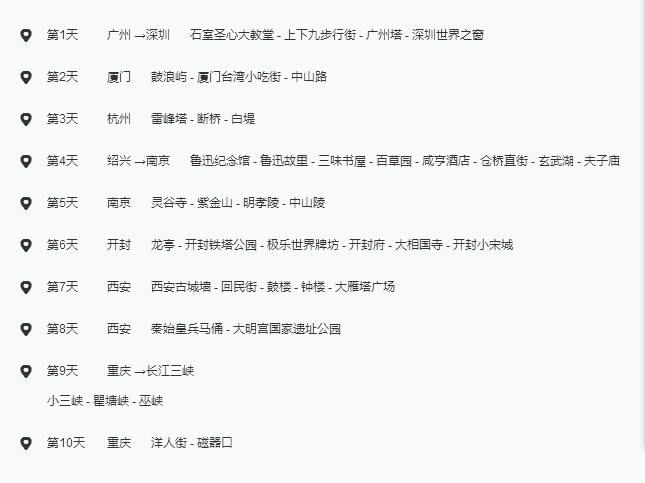 第1天 广州 →深圳 石室圣心大教堂 - 上下九步行街 - 广州塔 - 深圳世界之窗
第2天 厦门 鼓浪屿 - 厦门台湾小吃街 - 中山路
第3天 杭州 雷峰塔 - 断桥 - 白堤
第4天 绍兴 →南京 鲁迅纪念馆 - 鲁迅故里 - 三味书屋 - 百草园 - 咸亨酒店 - 仓桥直街 - 玄武湖 - 夫子庙
第5天 南京 灵谷寺 - 紫金山 - 明孝陵 - 中山陵
第6天 开封 龙亭 - 开封铁塔公园 - 极乐世界牌坊 - 开封府 - 大相国寺 - 开封小宋城
第7天 西安 西安古城墙 - 回民街 - 鼓楼 - 钟楼 - 大雁塔广场
第8天 西安 秦始皇兵马俑 - 大明宫国家遗址公园
第9天 重庆 →长江三峡
小三峡 - 瞿塘峡 - 巫峡
第10天 重庆 洋人街 - 磁器口